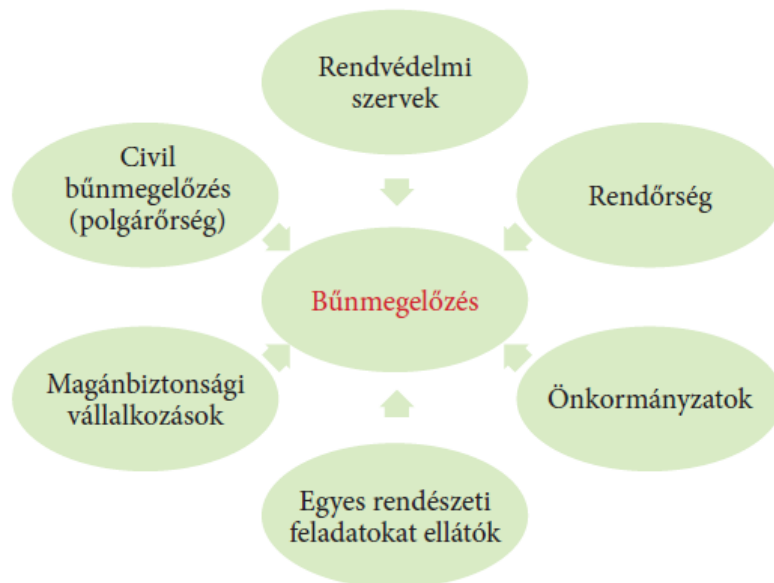 Rendvédelmi
szervek
Civil
bűnmegelőzés
(polgárőrség)
Rendőrség
Bűnmegelőzés
Magánbiztonsági
vállalkozások
Önkormányzatok
Egyes rendészeti
feladatokat ellátók